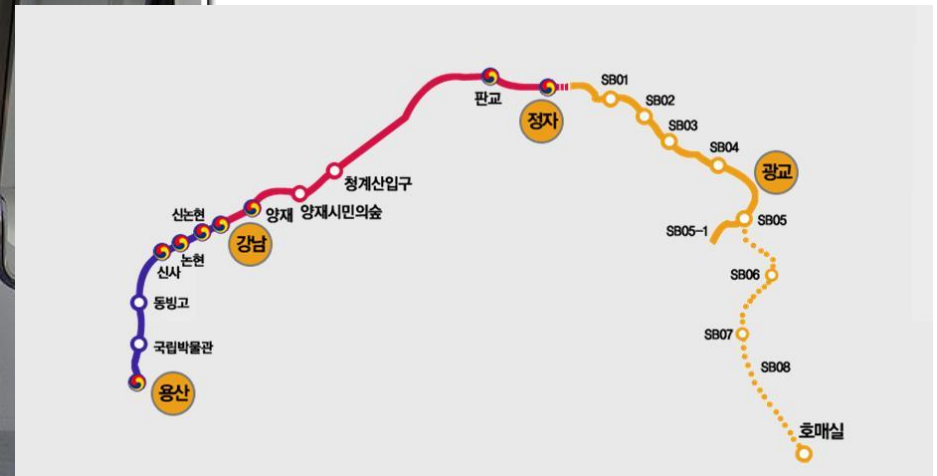 용산
국립박물관
동빙고
신사
논현
신논현
강남
양재
양재시민의숲
청계산입구
판교
정자
SB01
SB02
SB03
SB04
광교
SB05
SB05-1
SB06
SB07
SB08
호매실